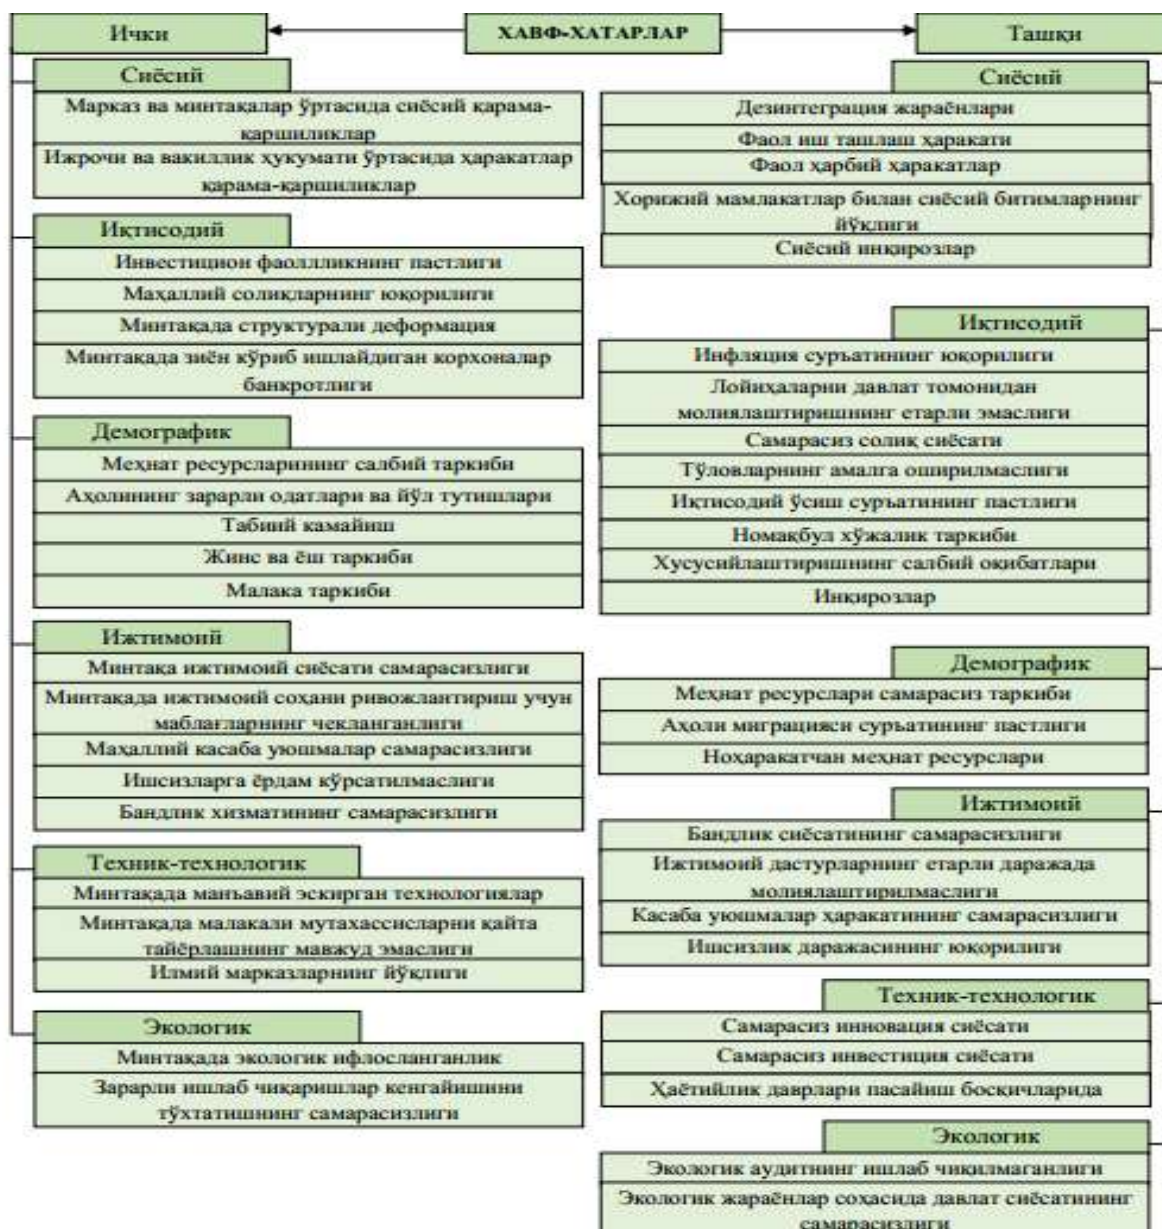 Ички
ХАВФ-ХАТАРЛАР
Ташқи
Сиёсий
Марказ ва минтақалар ўртасида сиёсий қарама-
қаршиликлар
Ижрочи ва вакиллик ҳукумати ўртасида ҳаракатлар
қарама-қаршиликлар
Иқтисодий
Инвестицион фаоллликнинг пастлиги
Маҳаллий солиқларнинг юқорилиги
Минтақада структурали деформация
Минтақада зиён кўриб ишлайдиган корхоналар
банкротлиги
Демографик
Меҳнат ресурсларининг салбий таркиби
Аҳолининг зарарли одатлари ва йўл тутишлари
Табиий камайиш
Жинс ва ёш таркиби
Малака таркиби
Ижтимоий
Минтақа ижтимоий сиёсати самарасизлиги
Минтақада ижтимоий соҳани ривожлантириш учун
маблағларнинг чекланганлиги
Маҳаллий касаба уюшмалар самарасизлиги
Ишсизларга ёрдам кўрсатилмаслиги
Бандлик хизматининг самарасизлиги
Техник-технологик
Минтақада манъавий эскирган технологиялар
Минтақада малакали мутахассисларни қайта
тайёрлашнинг мавжуд эмаслиги
Илмий марказларнинг йўқлиги
Экологик
Минтақада экологик ифлосланганлик
Зарарли ишлаб чиқаришлар кенгайишини
тўхтатишнинг самарасизлиги
Сиёсий
Дезинтеграция жараёнлари
Фаол иш ташлаш ҳаракати
Фаол ҳарбий ҳаракатлар
Хорижий мамлакатлар билан сиёсий битимларнинг
йўқлиги
Сиёсий инқирозлар
Иқтисодий
Инфляция суръатининг юқорилиги
Лойиҳаларни давлат томонидан
молиялаштиришнинг етарли эмаслиги
Самарасиз солиқ сиёсати
Тўловларнинг амалга оширилмаслиги
Иқтисодий ўсиш суръатининг пастлиги
Номақбул хўжалик таркиби
Хусусийлаштиришнинг салбий оқибатлари
Инқирозлар
Демографик
Меҳнат ресурслари самарасиз таркиби
Аҳоли миграцияси суръатининг пастлиги
Ноҳаракатчан меҳнат ресурслари
Ижтимоий
Бандлик сиёсатининг самарасизлиги
Ижтимоий дастурларнинг етарли даражада
молиялаштирилмаслиги
Касаба уюшмалар ҳаракатининг самарасизлиги
Ишсизлик даражасининг юқорилиги
Техник-технологик
Самарасиз инновация сиёсати
Самарасиз инвестиция сиёсати
Ҳаётийлик даврлари пасайиш босқичларида
Экологик
Экологик аудитнинг ишлаб чиқилмаганлиги
Экологик жараёнлар соҳасида давлат сиёсатининг
самарасизлиги